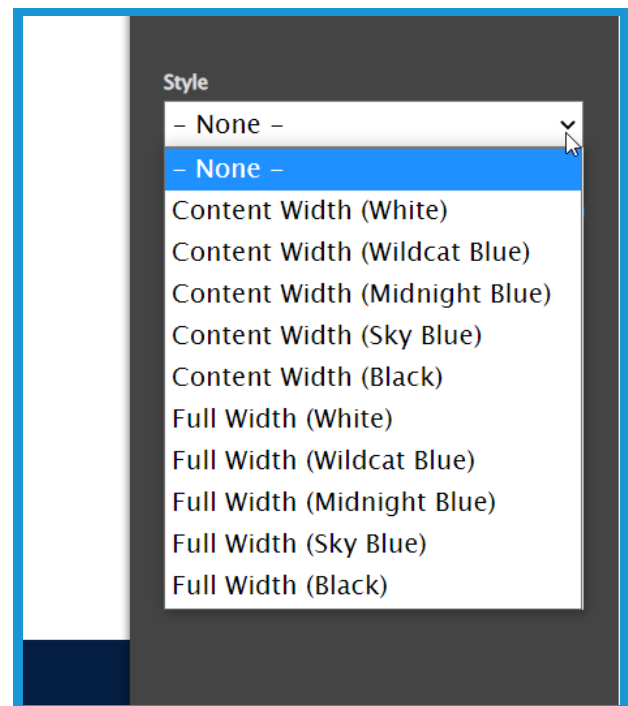 Style
– None –
– None –
Content Width (White)
Content Width (Wildcat Blue)
Content Width (Midnight Blue)
Content Width (Sky Blue)
Content Width (Black)
Full Width (White)
Full Width (Wildcat Blue)
Full Width (Midnight Blue)
Full Width (Sky Blue)
Full Width (Black)